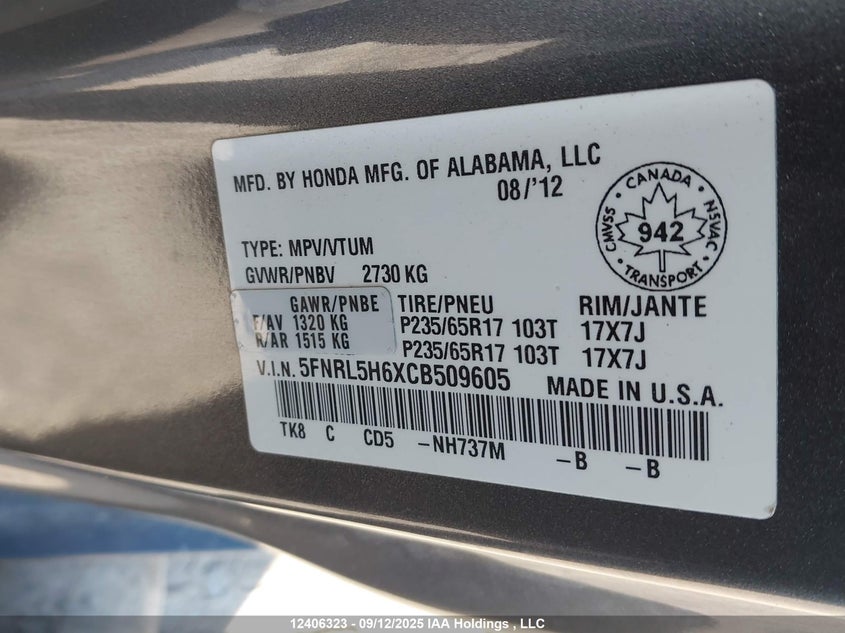 MFD. BY HONDA MFG. OF ALABAMA, LLC
08/'12
CANADA
CMVSS
942
NSVAC
TRANSPORT
TYPE: MPV/VTUM
GVWR/PNBV 2730 KG
GAWR/PNBE TIRE/PNEU RIM/JANTE
F/AV 1320 KG P235/65R17 103T 17X7J
R/AR 1515 KG P235/65R17 103T 17X7J
V.I.N. 5FNRL5H6XCB509605 MADE IN U.S.A.
TK8 C CD5 -NH737M -B -B
12406323 - 09/12/2025 IAA Holdings , LLC